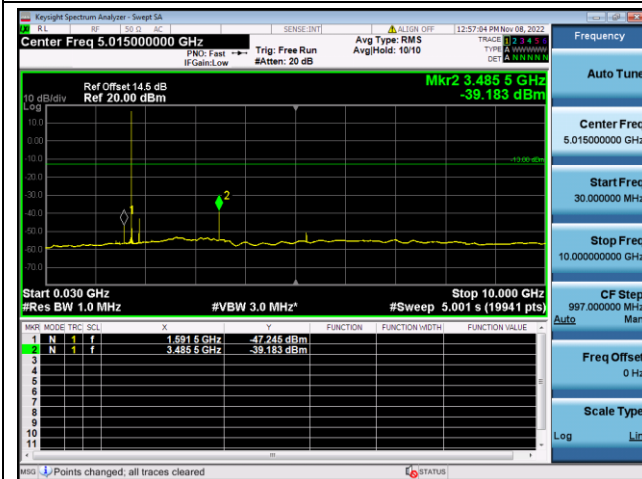 Keysight Spectrum Analyzer - Swept SA
RL RF 50 Ω AC SENSE:INT ALIGN OFF 12:57:04 PM Nov 08, 2022
Center Freq 5.015000000 GHz
PNO: Fast
IFGain:Low
Trig: Free Run
#Atten: 20 dB
Avg Type: RMS
Avg|Hold: 10/10
TRACE 1 2 3 4 5 6
TYPE A WWWWW
DET A N N N N N
Mkr2 3.485 5 GHz
-39.183 dBm
Ref Offset 14.5 dB
10 dB/div Ref 20.00 dBm
Log
10.0
0.00
-10.0
-13.00 dBm
-20.0
-30.0
-40.0
-50.0
-60.0
-70.0
1
2
Start 0.030 GHz Stop 10.000 GHz
#Res BW 1.0 MHz #VBW 3.0 MHz* #Sweep 5.001 s (19941 pts)
MKR MODE TRC SCL X Y FUNCTION FUNCTION WIDTH FUNCTION VALUE
1 N 1 f 1.591 5 GHz -47.245 dBm
2 N 1 f 3.485 5 GHz -39.183 dBm
3
4
5
6
7
8
9
10
11
MSG Points changed; all traces cleared STATUS
Frequency
Auto Tune
Center Freq
5.015000000 GHz
Start Freq
30.000000 MHz
Stop Freq
10.000000000 GHz
CF Step
997.000000 MHz
Auto Man
Freq Offset
0 Hz
Scale Type
Log Lin